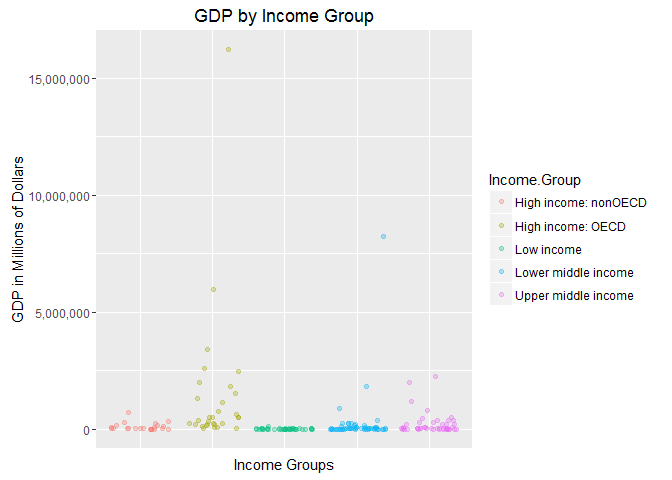 GDP by Income Group
GDP in Millions of Dollars
15,000,000
10,000,000
5,000,000
0
Income Groups
Income.Group
High income: nonOECD
High income: OECD
Low income
Lower middle income
Upper middle income